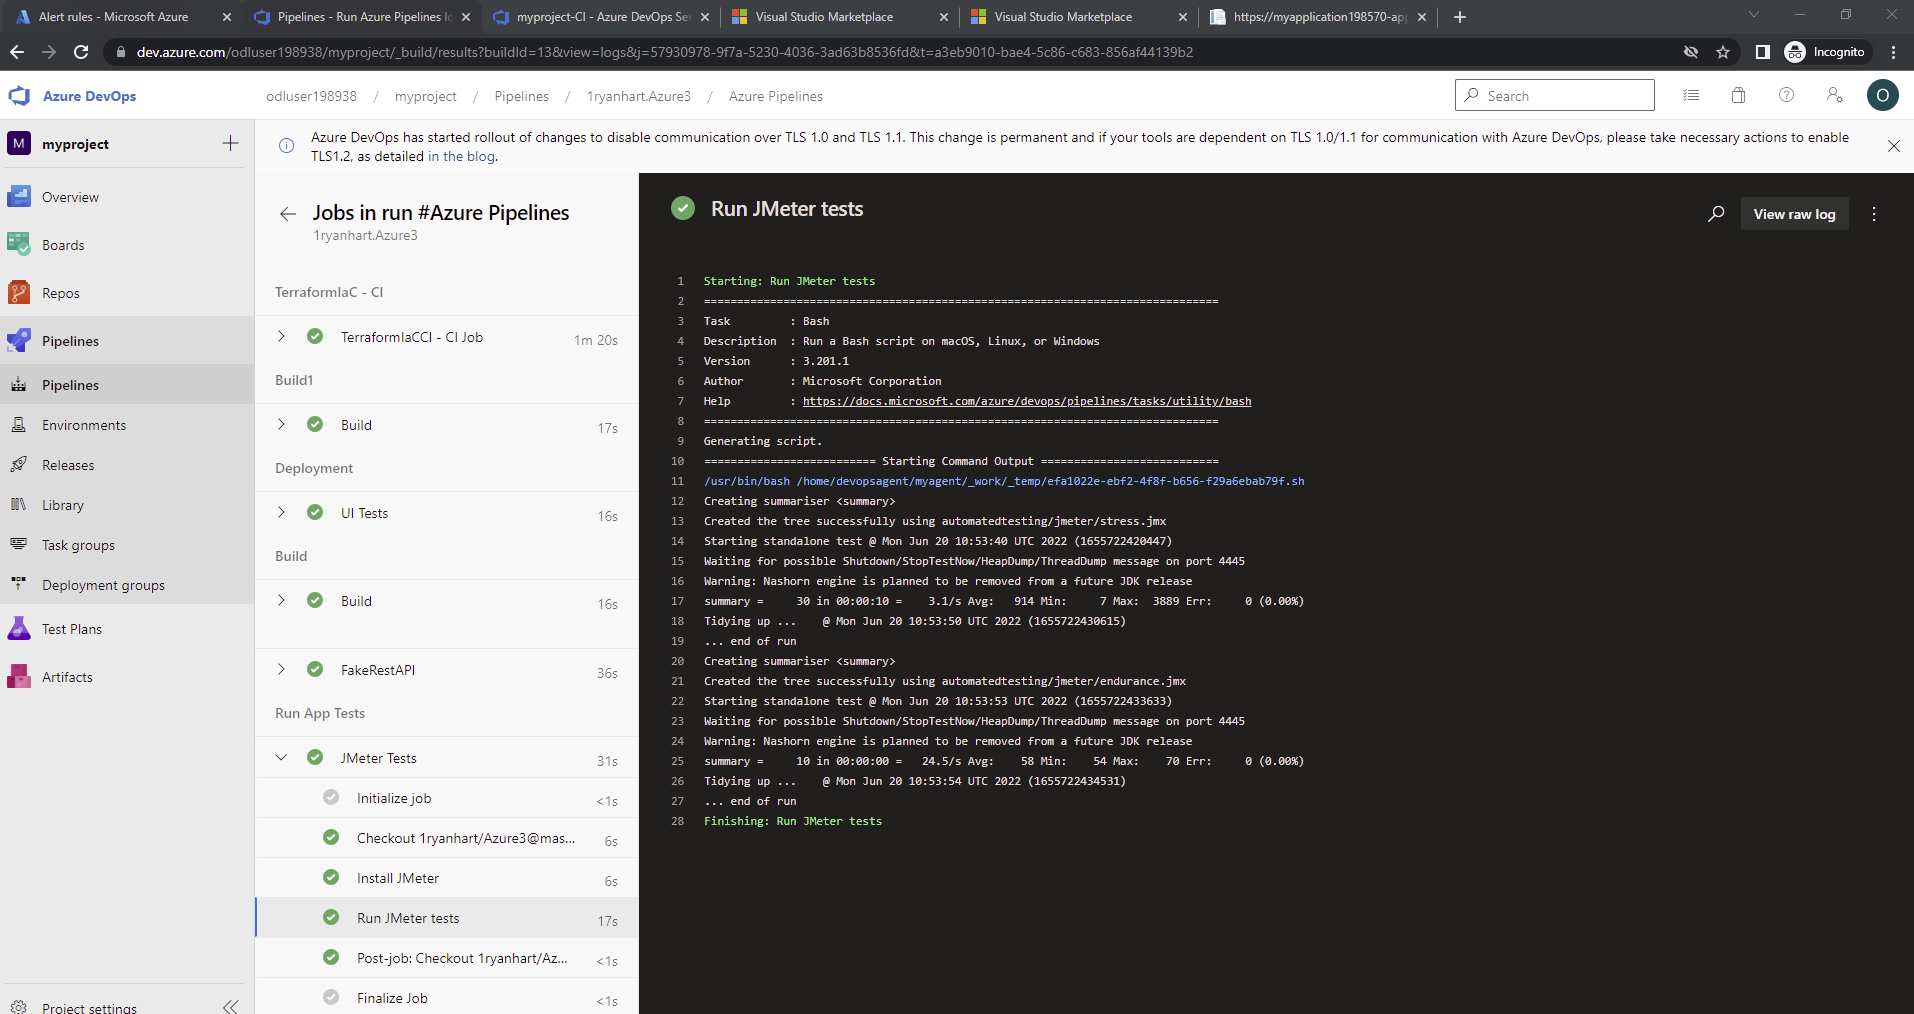 Alert rules - Microsoft Azure
Pipelines - Run Azure Pipelines lo
myproject-CI - Azure DevOps Ser
Visual Studio Marketplace
Visual Studio Marketplace
https://myapplication198570-app
dev.azure.com/odluser198938/myproject/_build/results?buildId=13&view=logs&j=57930978-9f7a-5230-4036-3ad63b8536fd&t=a3eb9010-bae4-5c86-c683-856af44139b2
Incognito
Azure DevOps
odluser198938 / myproject / Pipelines / 1ryanhart.Azure3 / Azure Pipelines
Search
O
M myproject
Azure DevOps has started rollout of changes to disable communication over TLS 1.0 and TLS 1.1. This change is permanent and if your tools are dependent on TLS 1.0/1.1 for communication with Azure DevOps, please take necessary actions to enable
TLS1.2, as detailed in the blog.
Overview
Boards
Repos
Pipelines
Pipelines
Environments
Releases
Library
Task groups
Deployment groups
Test Plans
Artifacts
Project settings
Jobs in run #Azure Pipelines
1ryanhart.Azure3
TerraformIaC - CI
TerraformIaCCI - CI Job 1m 20s
Build1
Build 17s
Deployment
UI Tests 16s
Build
Build 16s
FakeRestAPI 36s
Run App Tests
JMeter Tests 31s
Initialize job <1s
Checkout 1ryanhart/Azure3@mas... 6s
Install JMeter 6s
Run JMeter tests 17s
Post-job: Checkout 1ryanhart/Az... <1s
Finalize Job <1s
Run JMeter tests
View raw log
1 Starting: Run JMeter tests
2 ==============================================================================
3 Task         : Bash
4 Description  : Run a Bash script on macOS, Linux, or Windows
5 Version      : 3.201.1
6 Author       : Microsoft Corporation
7 Help         : https://docs.microsoft.com/azure/devops/pipelines/tasks/utility/bash
8 ==============================================================================
9 Generating script.
10 ========================== Starting Command Output ===========================
11 /usr/bin/bash /home/devopsagent/myagent/_work/_temp/efa1022e-ebf2-4f8f-b656-f29a6ebab79f.sh
12 Creating summariser <summary>
13 Created the tree successfully using automatedtesting/jmeter/stress.jmx
14 Starting standalone test @ Mon Jun 20 10:53:40 UTC 2022 (1655722420447)
15 Waiting for possible Shutdown/StopTestNow/HeapDump/ThreadDump message on port 4445
16 Warning: Nashorn engine is planned to be removed from a future JDK release
17 summary =     30 in 00:00:10 =    3.1/s Avg:   914 Min:     7 Max:  3889 Err:     0 (0.00%)
18 Tidying up ...    @ Mon Jun 20 10:53:50 UTC 2022 (1655722430615)
19 ... end of run
20 Creating summariser <summary>
21 Created the tree successfully using automatedtesting/jmeter/endurance.jmx
22 Starting standalone test @ Mon Jun 20 10:53:53 UTC 2022 (1655722433633)
23 Waiting for possible Shutdown/StopTestNow/HeapDump/ThreadDump message on port 4445
24 Warning: Nashorn engine is planned to be removed from a future JDK release
25 summary =     10 in 00:00:00 =   24.5/s Avg:    58 Min:    54 Max:    70 Err:     0 (0.00%)
26 Tidying up ...    @ Mon Jun 20 10:53:54 UTC 2022 (1655722434531)
27 ... end of run
28 Finishing: Run JMeter tests